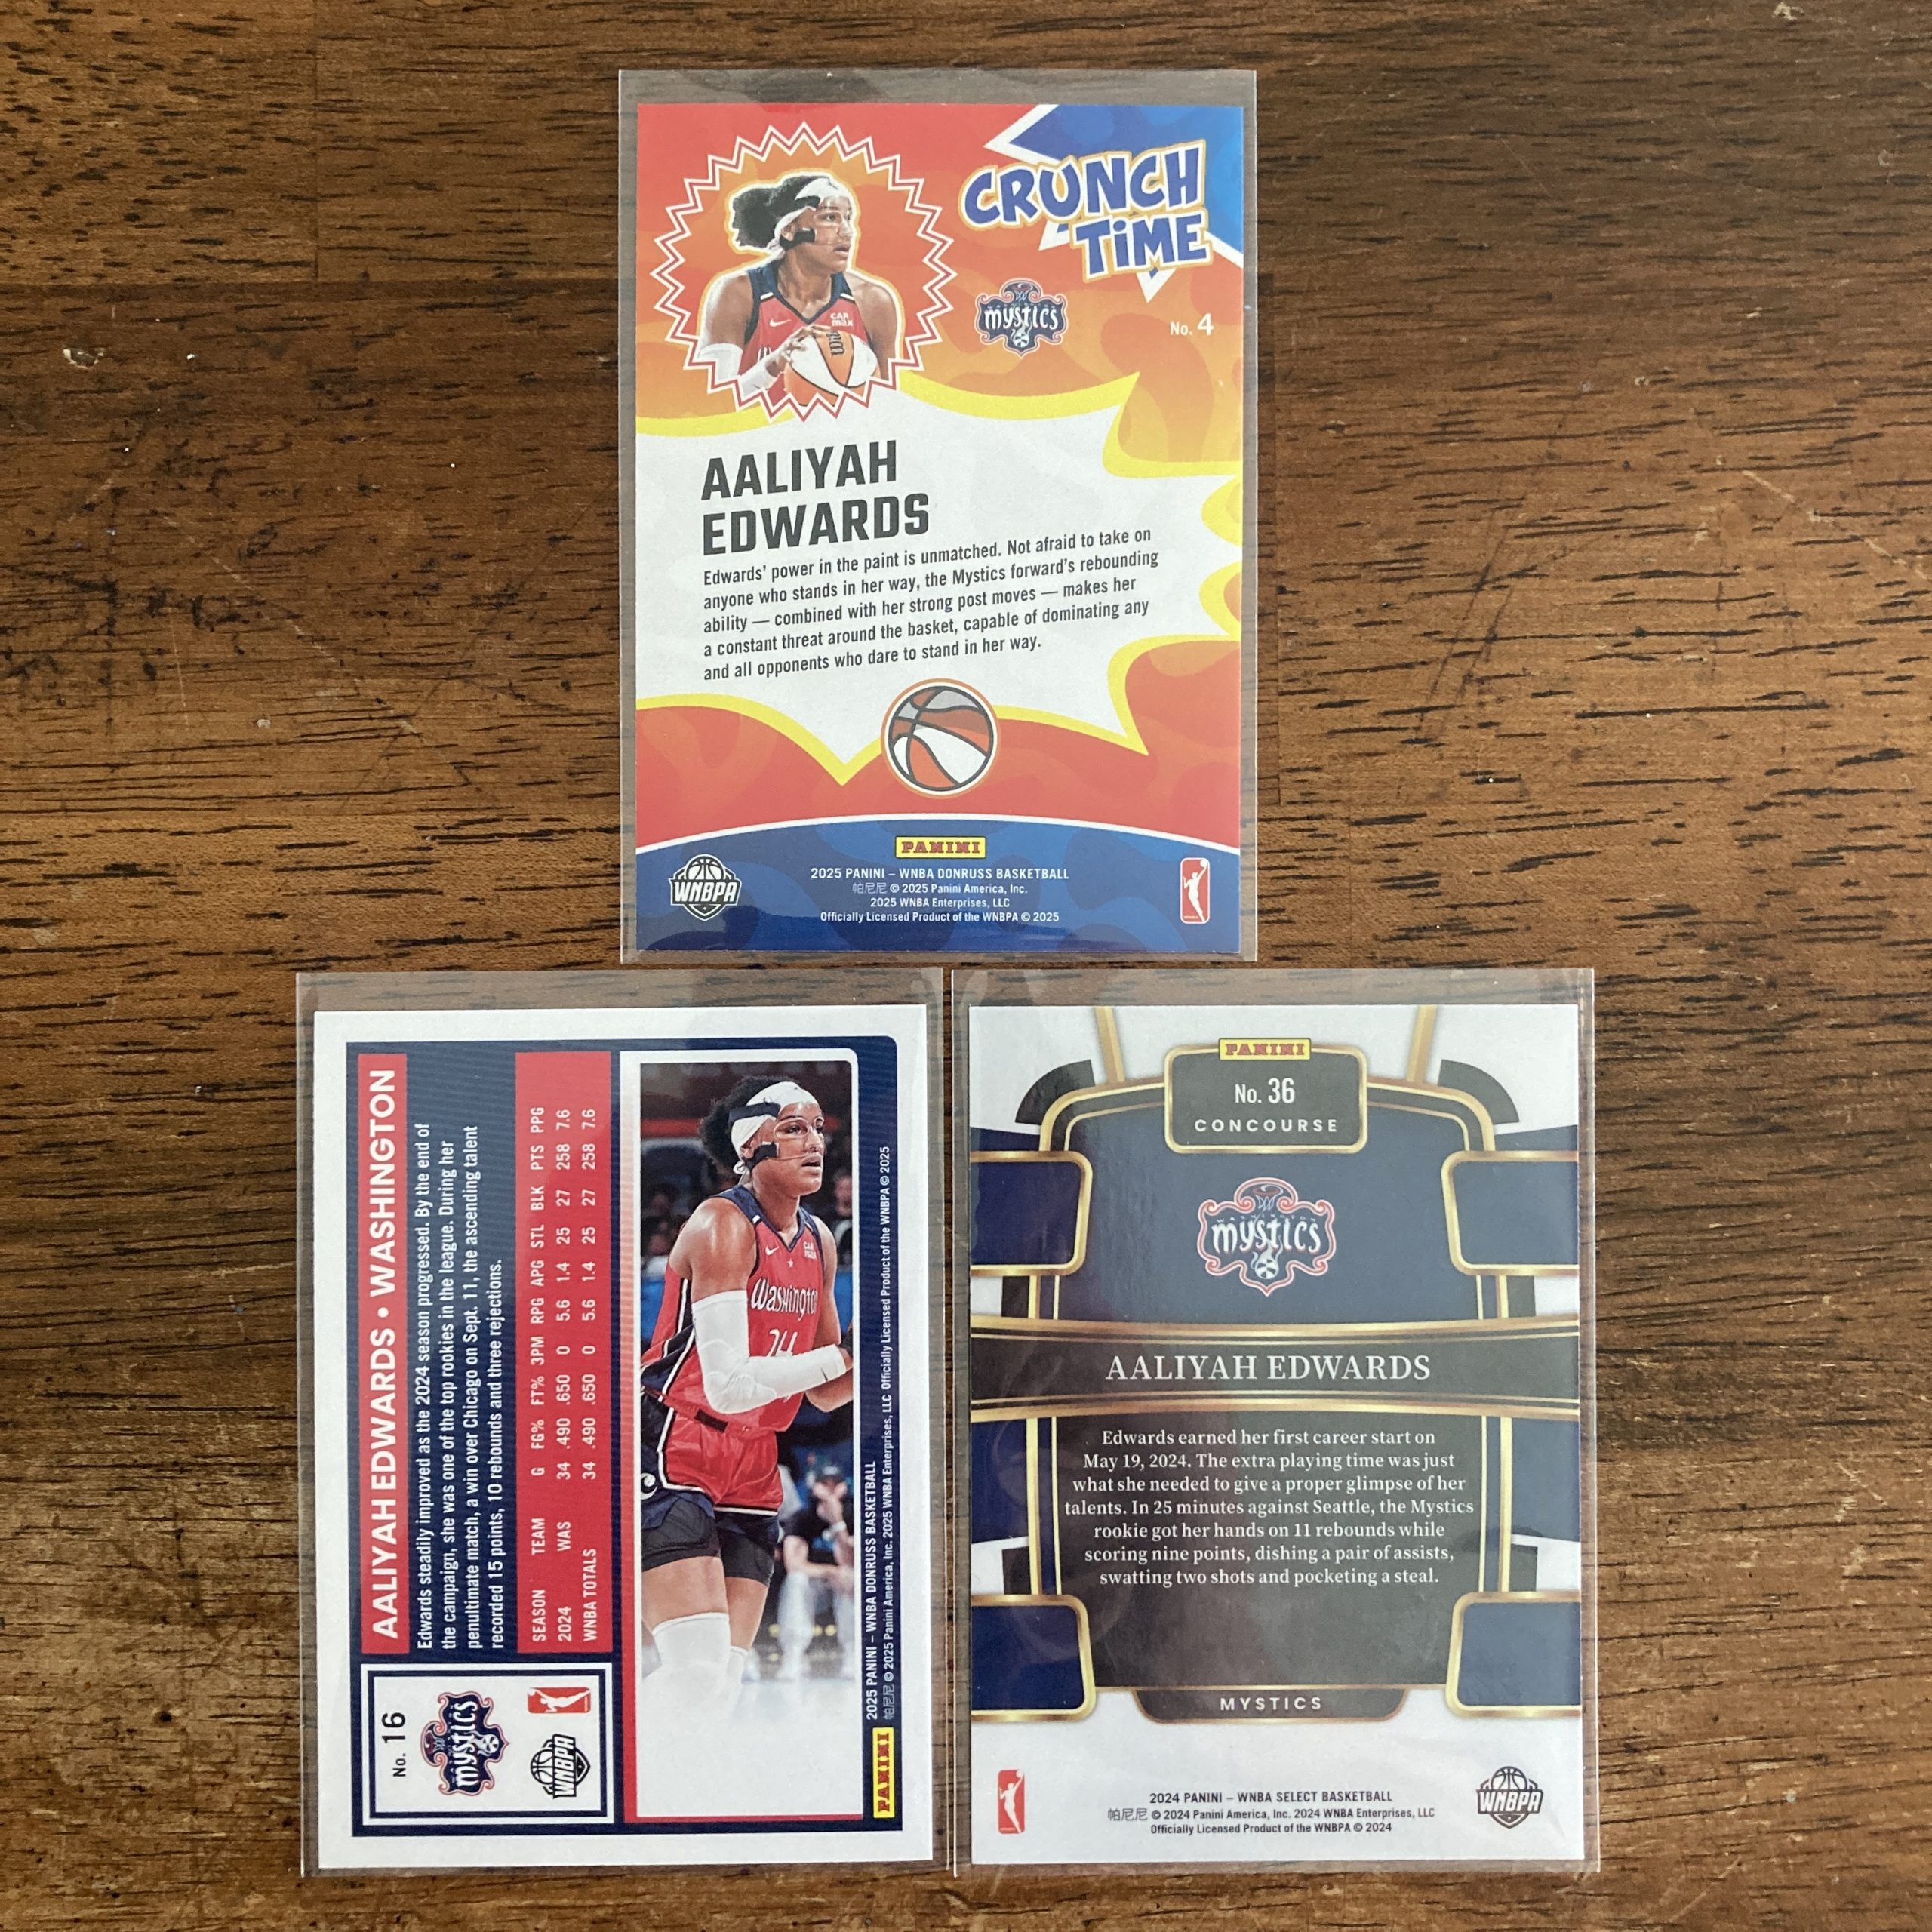 CRUNCH
TiME
CAR
max
mystics
No. 4
AALIYAH
EDWARDS
Edwards' power in the paint is unmatched. Not afraid to take on
anyone who stands in her way, the Mystics forward's rebounding
ability — combined with her strong post moves — makes her
a constant threat around the basket, capable of dominating any
and all opponents who dare to stand in her way.
PANINI
WNBPA
2025 PANINI – WNBA DONRUSS BASKETBALL
帕尼尼 © 2025 Panini America, Inc.
2025 WNBA Enterprises, LLC
Officially Licensed Product of the WNBPA © 2025
No. 16
mystics
WNBPA
AALIYAH EDWARDS • WASHINGTON
Edwards steadily improved as the 2024 season progressed. By the end of
the campaign, she was one of the top rookies in the league. During her
penultimate match, a win over Chicago on Sept. 11, the ascending talent
recorded 15 points, 10 rebounds and three rejections.
SEASON TEAM G FG% FT% 3PM RPG APG STL BLK PTS PPG
2024 WAS 34 .490 .650 0 5.6 1.4 25 27 258 7.6
WNBA TOTALS 34 .490 .650 0 5.6 1.4 25 27 258 7.6
CAR
max
Washington
24
PANINI
2025 PANINI – WNBA DONRUSS BASKETBALL
帕尼尼 © 2025 Panini America, Inc. 2025 WNBA Enterprises, LLC Officially Licensed Product of the WNBPA © 2025
PANINI
No. 36
CONCOURSE
WASHINGTON
mystics
AALIYAH EDWARDS
Edwards earned her first career start on
May 19, 2024. The extra playing time was just
what she needed to give a proper glimpse of her
talents. In 25 minutes against Seattle, the Mystics
rookie got her hands on 11 rebounds while
scoring nine points, dishing a pair of assists,
swatting two shots and pocketing a steal.
MYSTICS
2024 PANINI – WNBA SELECT BASKETBALL
帕尼尼 © 2024 Panini America, Inc. 2024 WNBA Enterprises, LLC
Officially Licensed Product of the WNBPA © 2024
WNBPA